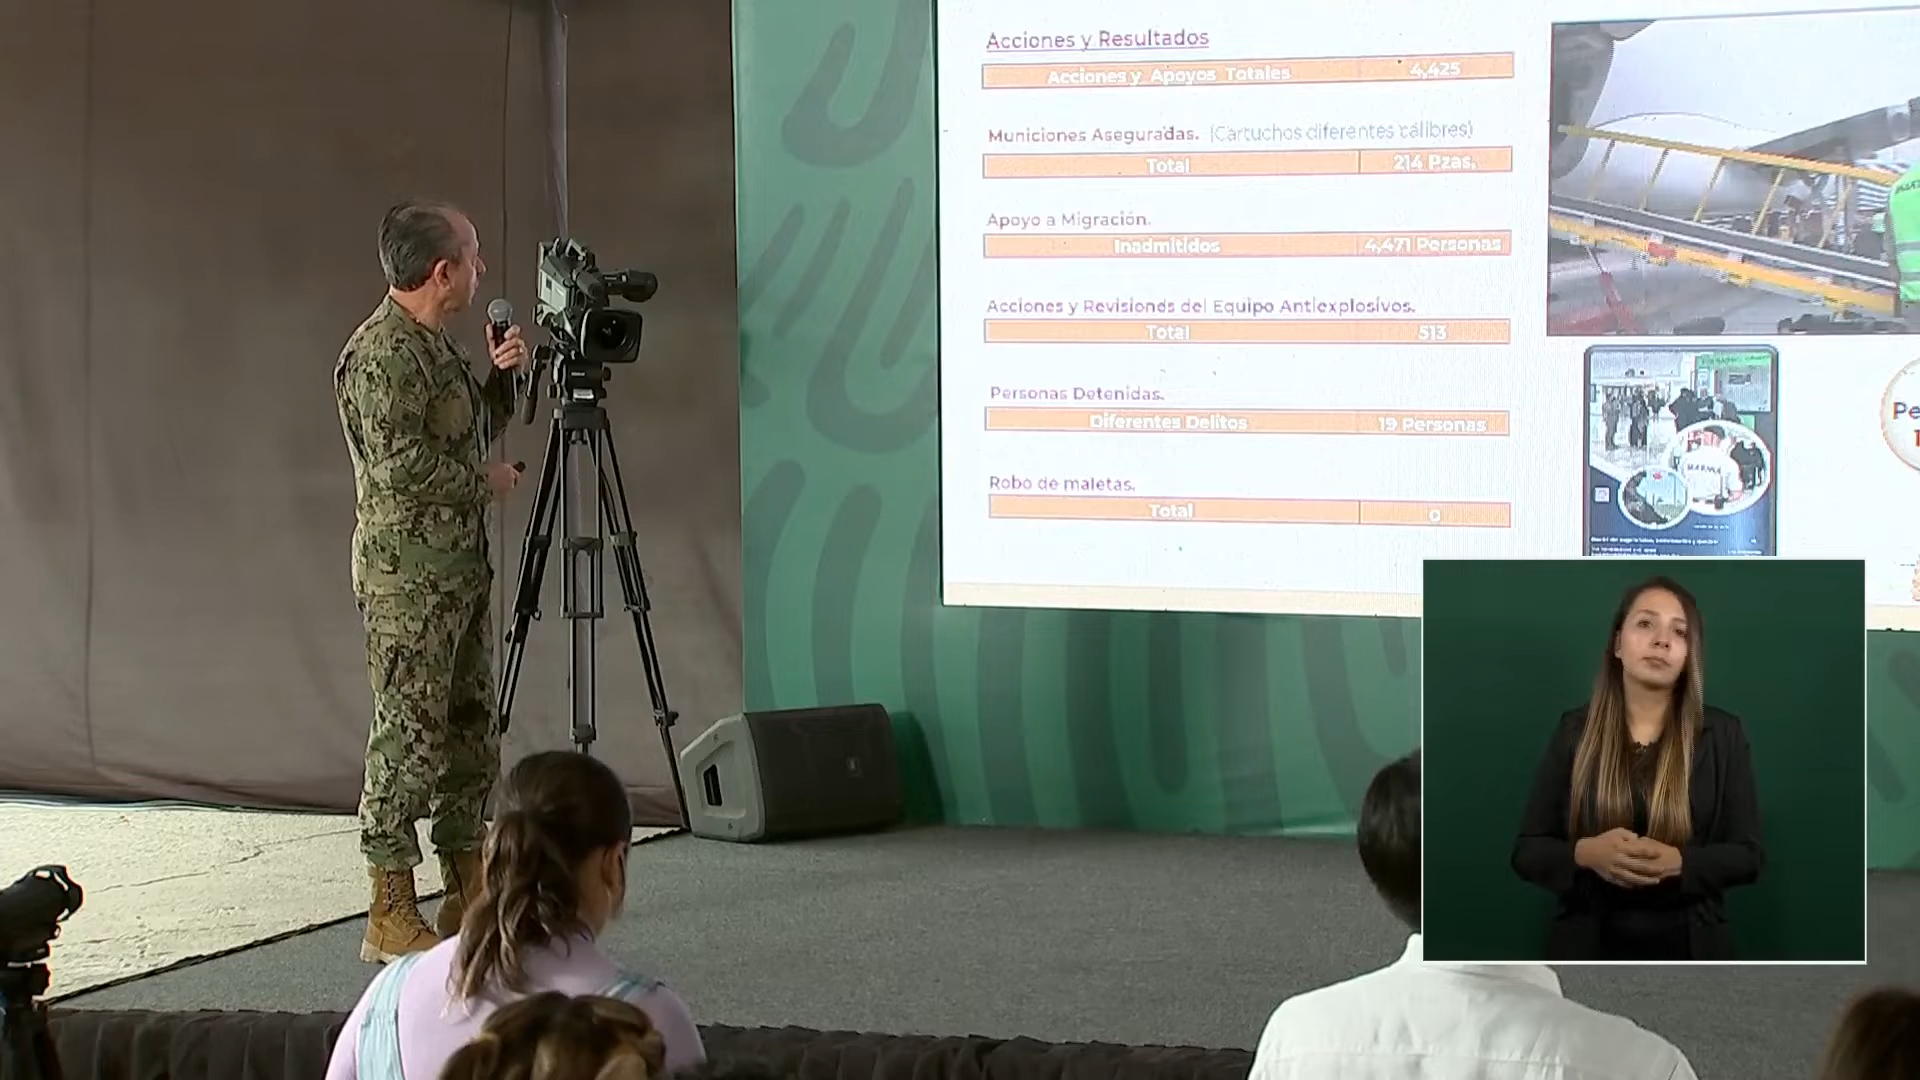 Acciones y Resultados
Acciones y Apoyos Totales 4,425
Municiones Aseguradas. (Cartuchos diferentes calibres)
Total 214 Pzas.
Apoyo a Migración.
Inadmitidos 4,471 Personas
Acciones y Revisiones del Equipo Antiexplosivos.
Total 513
Personas Detenidas.
Diferentes Delitos 19 Personas
Robo de maletas.
Total 0
MARINA
Pe